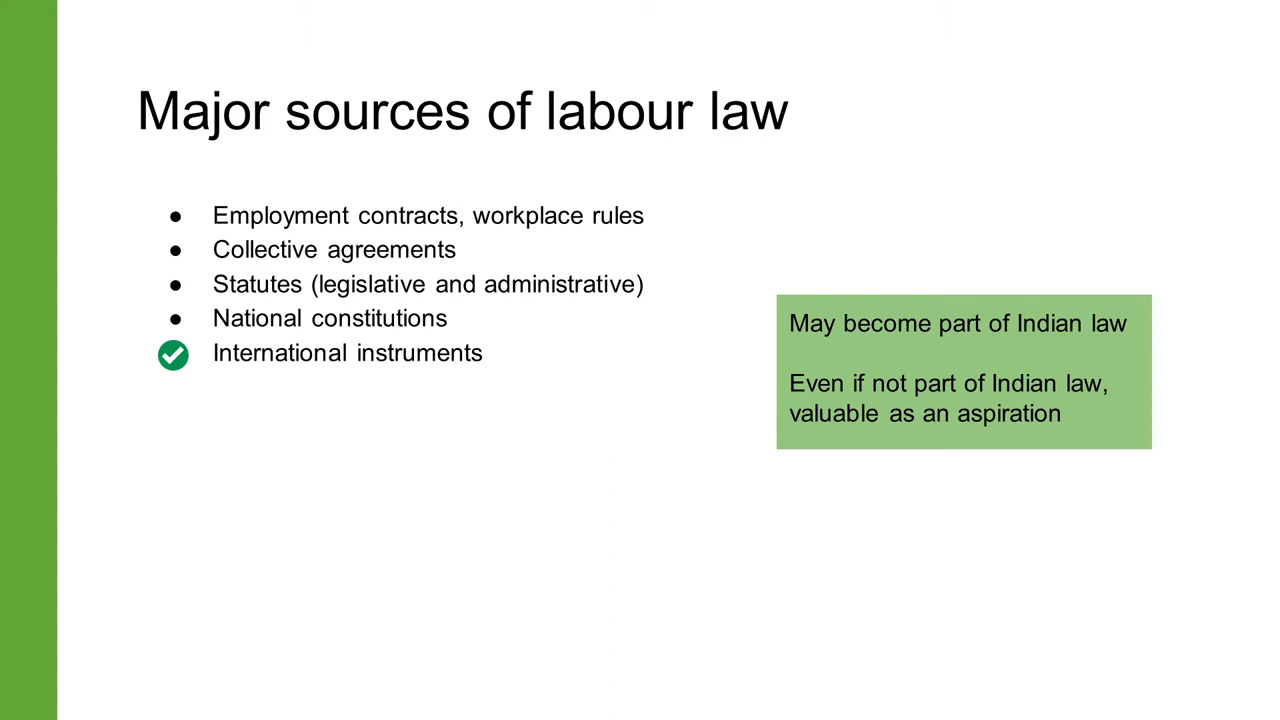 Major sources of labour law
● Employment contracts, workplace rules
● Collective agreements
● Statutes (legislative and administrative)
● National constitutions
International instruments
May become part of Indian law
Even if not part of Indian law,
valuable as an aspiration